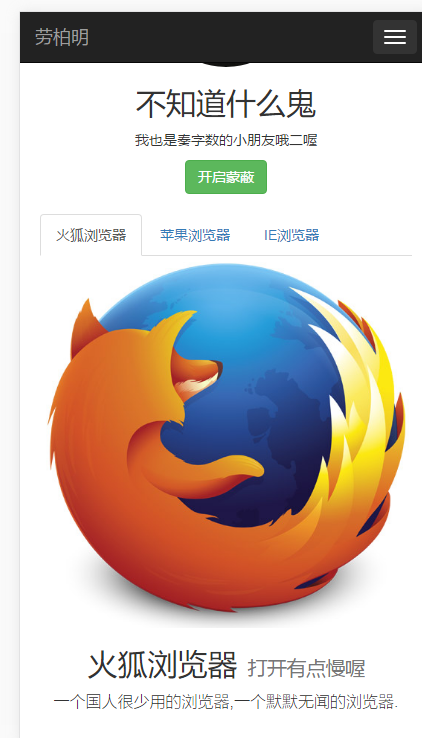 劳柏明
不知道什么鬼
我也是秦字数的小朋友哦二喔
开启蒙蔽
火狐浏览器 苹果浏览器 IE浏览器
火狐浏览器 打开有点慢喔
一个国人很少用的浏览器,一个默默无闻的浏览器.